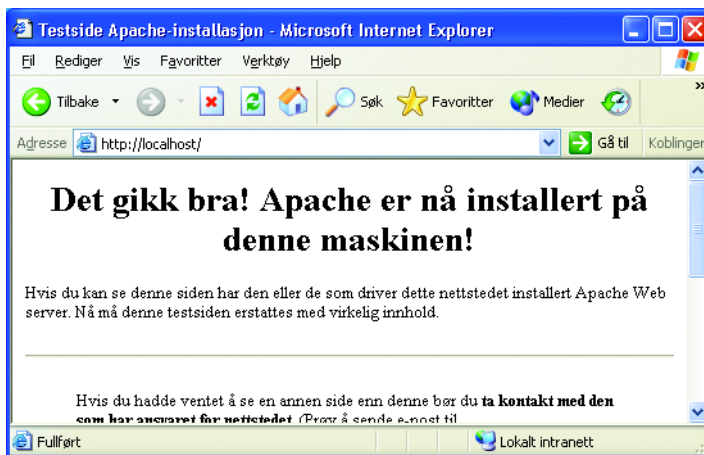 Testside Apache-installasjon - Microsoft Internet Explorer
Fil Rediger Vis Favoritter Verktøy Hjelp
Tilbake Søk Favoritter Medier »
Adresse http://localhost/ Gå til Koblinger
Det gikk bra! Apache er nå installert på
denne maskinen!
Hvis du kan se denne siden har den eller de som driver dette nettstedet installert Apache Web
server. Nå må denne testsiden erstattes med virkelig innhold.
Hvis du hadde ventet å se en annen side enn denne bør du ta kontakt med den
som har ansvaret for nettstedet. (Prøv å sende e-post til
Fullført Lokalt intranett